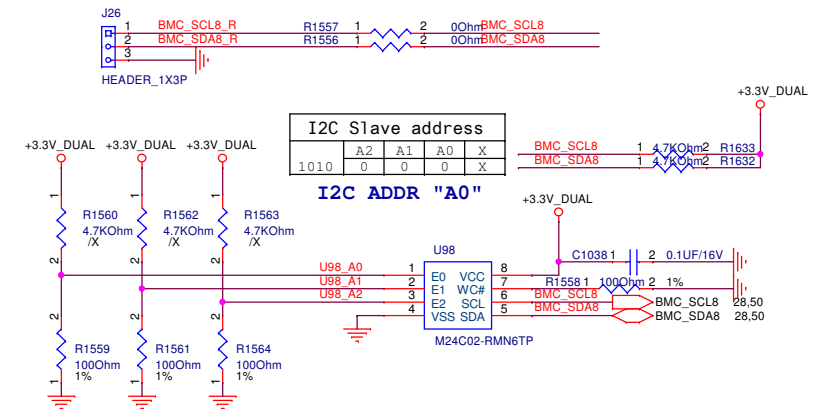 J26
1 BMC_SCL8_R R1557 1 2 0Ohm BMC_SCL8
2 BMC_SDA8_R R1556 1 2 0Ohm BMC_SDA8
3
HEADER_1X3P
+3.3V_DUAL
I2C Slave address
A2 A1 A0 X
1010 0 0 0 X
I2C ADDR "A0"
BMC_SCL8 1 4.7KOhm 2 R1633
BMC_SDA8 1 4.7KOhm 2 R1632
+3.3V_DUAL +3.3V_DUAL +3.3V_DUAL
+3.3V_DUAL
1 1 1
R1560 R1562 R1563
4.7KOhm 4.7KOhm 4.7KOhm
/X /X /X
2 2 2
U98
C1038 1 2 0.1UF/16V
U98_A0 1 E0 VCC 8
U98_A1 2 E1 WC# 7 R1558 1 100Ohm 2 1%
U98_A2 3 E2 SCL 6 BMC_SCL8 BMC_SCL8 28,50
4 VSS SDA 5 BMC_SDA8 BMC_SDA8 28,50
M24C02-RMN6TP
2 2 2
R1559 R1561 R1564
100Ohm 100Ohm 100Ohm
1% 1% 1%
1 1 1